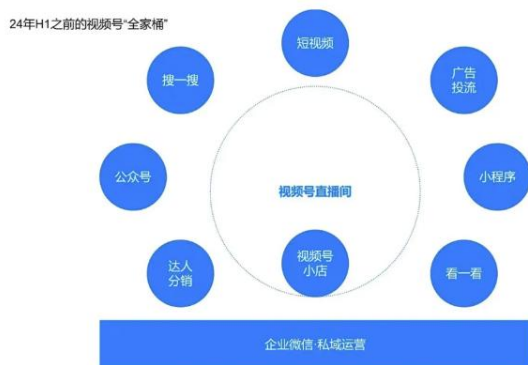 24年H1之前的视频号“全家桶”
短视频
搜一搜
广告
投流
公众号
视频号直播间
小程序
达人
分销
视频号
小店
看一看
企业微信·私域运营